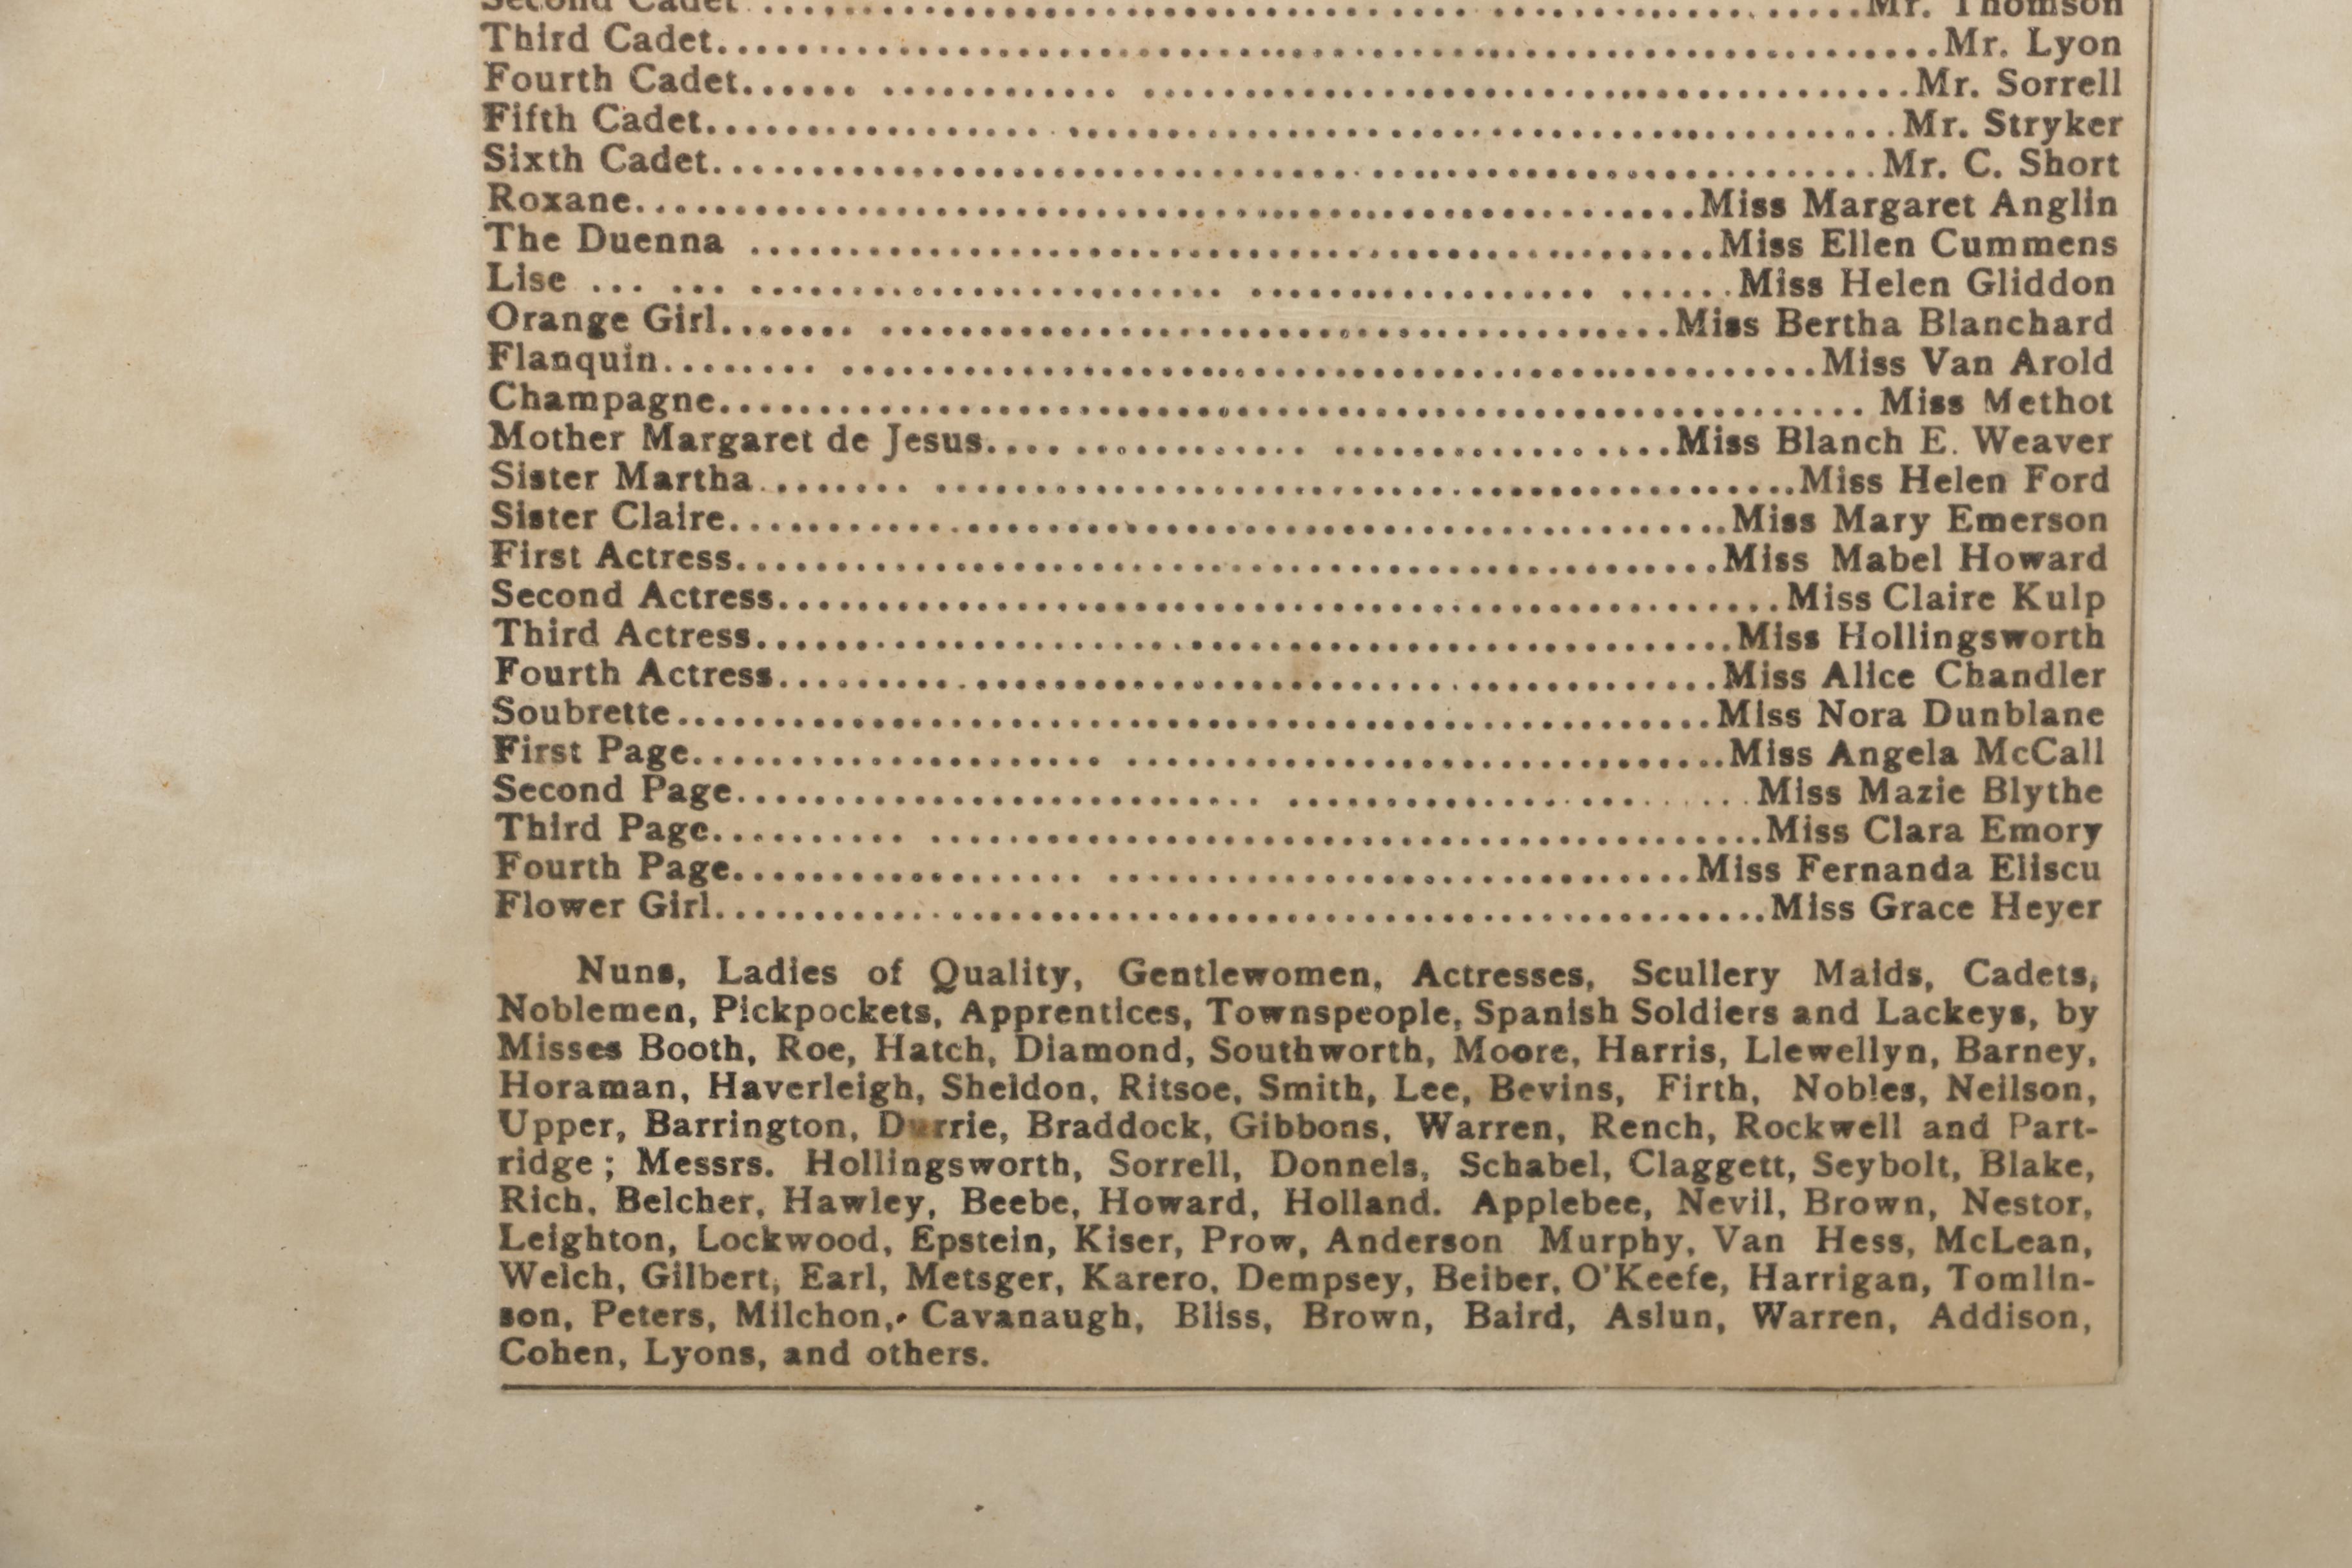 Second Cadet ........................................Mr. Thomson
Third Cadet........................................Mr. Lyon
Fourth Cadet...... ............ ........................................Mr. Sorrell
Fifth Cadet................. ........................................Mr. Stryker
Sixth Cadet........................................Mr. C. Short
Roxane........................................Miss Margaret Anglin
The Duenna ........................................Miss Ellen Cummens
Lise ... ... ........................ ................. ......Miss Helen Gliddon
Orange Girl....... ........................................Miss Bertha Blanchard
Flanquin........ ........................................Miss Van Arold
Champagne........................................ Miss Methot
Mother Margaret de Jesus.... ............ .................Miss Blanch E. Weaver
Sister Martha........ ........................................Miss Helen Ford
Sister Claire........................................Miss Mary Emerson
First Actress........................................Miss Mabel Howard
Second Actress........................................Miss Claire Kulp
Third Actress........................................Miss Hollingsworth
Fourth Actress........................................Miss Alice Chandler
Soubrette........................................Miss Nora Dunblane
First Page..................... ..............................Miss Angela McCall
Second Page.......................... .......................Miss Mazie Blythe
Third Page.......... ........................................Miss Clara Emory
Fourth Page.................. .............................Miss Fernanda Eliscu
Flower Girl........................................Miss Grace Heyer
Nuns, Ladies of Quality, Gentlewomen, Actresses, Scullery Maids, Cadets,
Noblemen, Pickpockets, Apprentices, Townspeople, Spanish Soldiers and Lackeys, by
Misses Booth, Roe, Hatch, Diamond, Southworth, Moore, Harris, Llewellyn, Barney,
Horaman, Haverleigh, Sheldon, Ritsoe, Smith, Lee, Bevins, Firth, Nobles, Neilson,
Upper, Barrington, Durrie, Braddock, Gibbons, Warren, Rench, Rockwell and Part-
ridge; Messrs. Hollingsworth, Sorrell, Donnels, Schabel, Claggett, Seybolt, Blake,
Rich, Belcher, Hawley, Beebe, Howard, Holland. Applebee, Nevil, Brown, Nestor,
Leighton, Lockwood, Epstein, Kiser, Prow, Anderson Murphy, Van Hess, McLean,
Welch, Gilbert, Earl, Metsger, Karero, Dempsey, Beiber, O'Keefe, Harrigan, Tomlin-
son, Peters, Milchon, Cavanaugh, Bliss, Brown, Baird, Aslun, Warren, Addison,
Cohen, Lyons, and others.